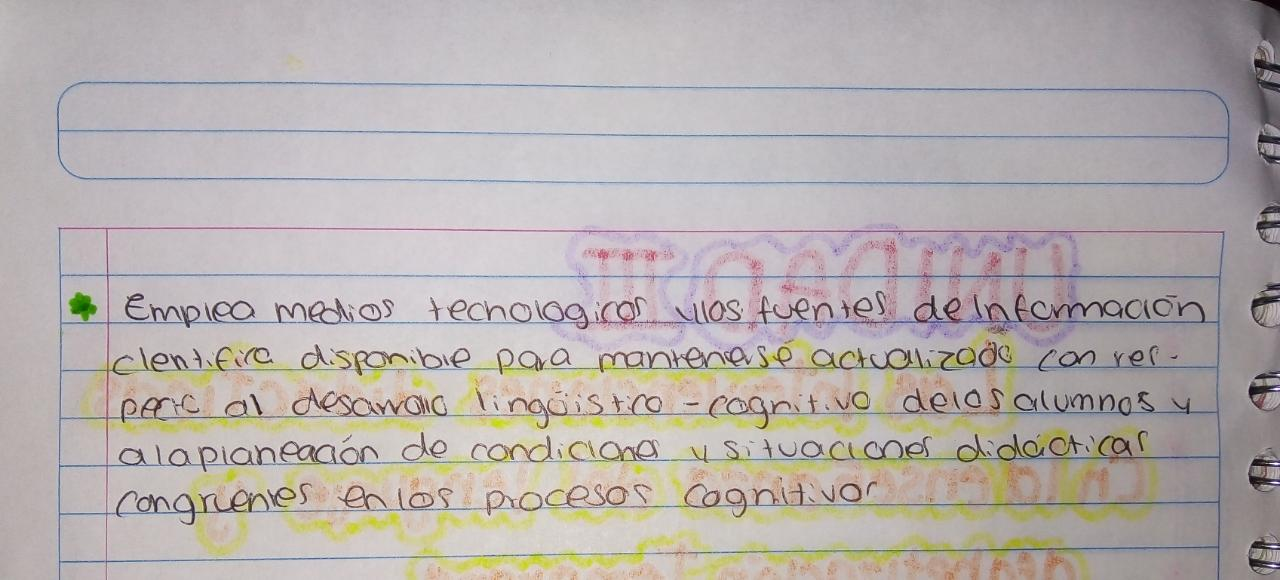 Emplea medios tecnologicos y los fuentes de Información
cientifica disponible para mantenerse actualizado con res-
pecto al desarrollo lingüístico-cognitivo de los alumnos y
a la planeación de condiciones y situaciones didácticas
congruentes en los procesos cognitivos